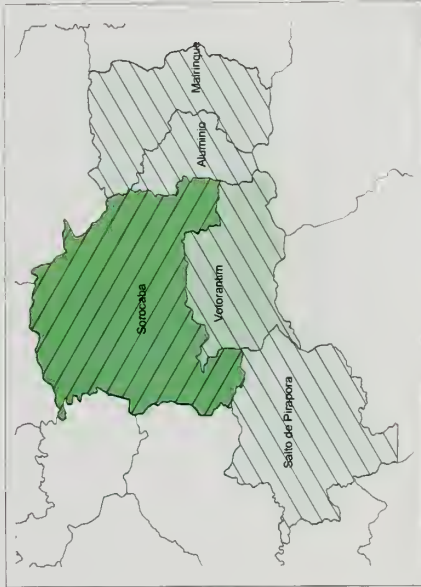 Mairinque
Alumínio
Sorocaba
Votorantim
Salto de Pirapora